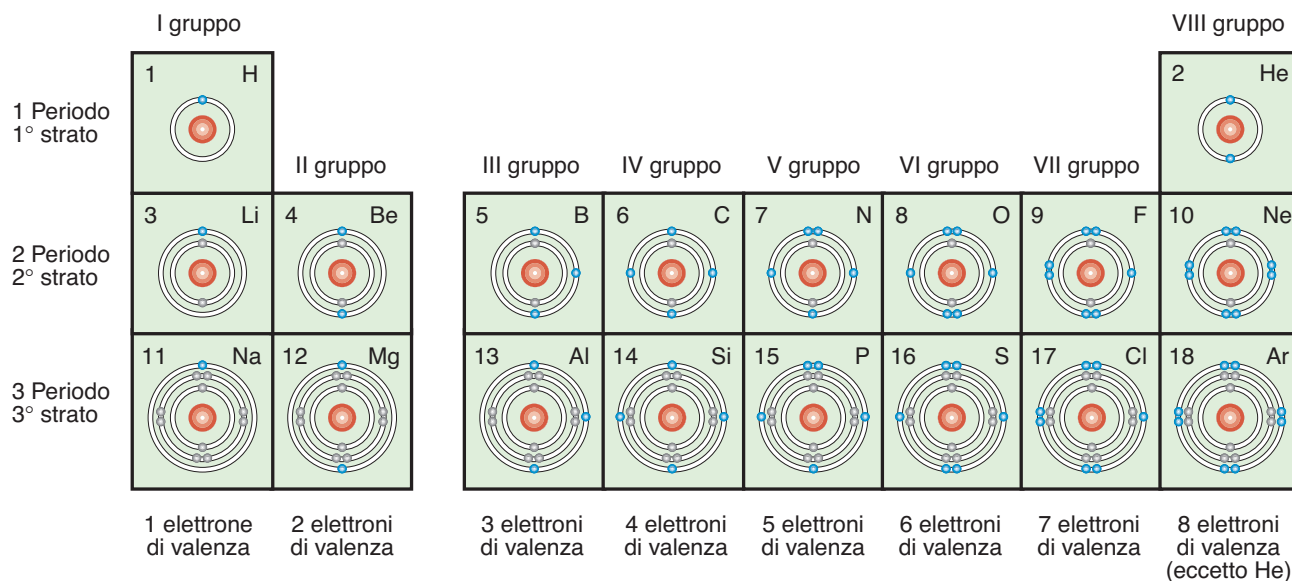 I gruppo
VIII gruppo
1 Periodo
1° strato
1 H
2 He
II gruppo
III gruppo
IV gruppo
V gruppo
VI gruppo
VII gruppo
2 Periodo
2° strato
3 Li
4 Be
5 B
6 C
7 N
8 O
9 F
10 Ne
3 Periodo
3° strato
11 Na
12 Mg
13 Al
14 Si
15 P
16 S
17 Cl
18 Ar
1 elettrone
di valenza
2 elettroni
di valenza
3 elettroni
di valenza
4 elettroni
di valenza
5 elettroni
di valenza
6 elettroni
di valenza
7 elettroni
di valenza
8 elettroni
di valenza
(eccetto He)